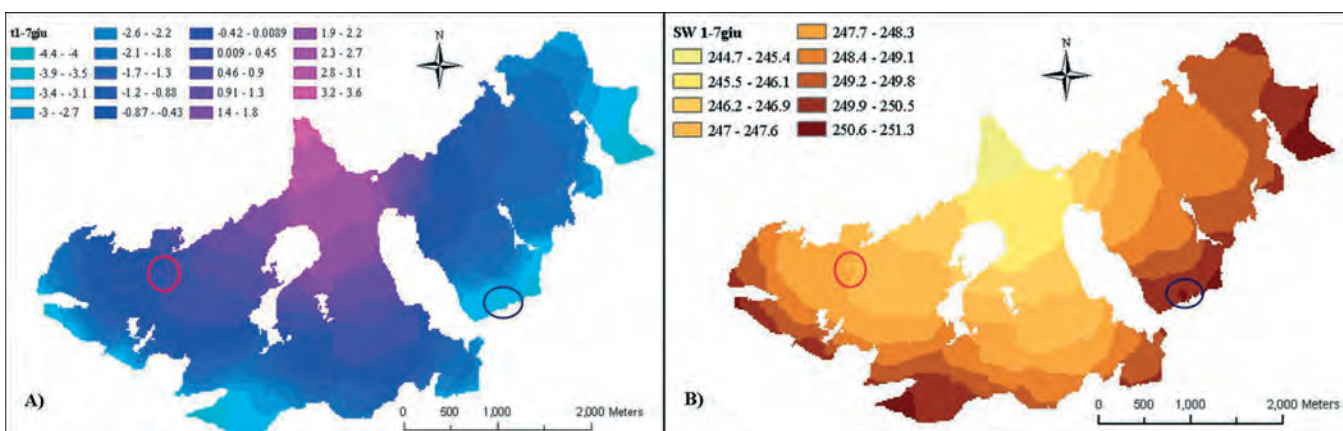 t1-7giu
-4.4 - -4
-3.9 - -3.5
-3.4 - -3.1
-3 - -2.7
-2.6 - -2.2
-2.1 - -1.8
-1.7 - -1.3
-1.2 - -0.88
-0.87 - -0.43
-0.42 - 0.0089
0.009 - 0.45
0.46 - 0.9
0.91 - 1.3
1.4 - 1.8
1.9 - 2.2
2.3 - 2.7
2.8 - 3.1
3.2 - 3.6
N
A)
0 500 1,000 2,000 Meters
SW 1-7giu
244.7 - 245.4
245.5 - 246.1
246.2 - 246.9
247 - 247.6
247.7 - 248.3
248.4 - 249.1
249.2 - 249.8
249.9 - 250.5
250.6 - 251.3
N
B)
0 500 1,000 2,000 Meters